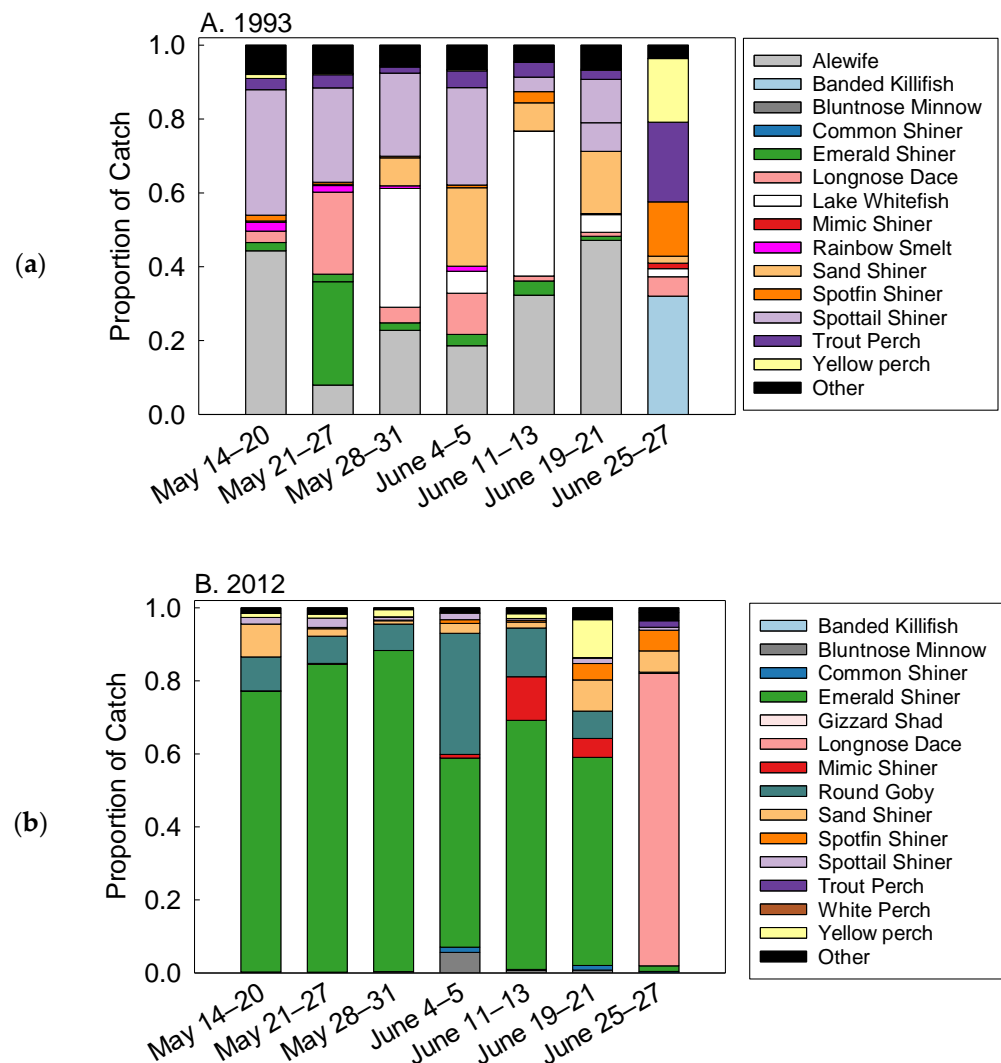 A. 1993
(a)
Proportion of Catch
1.0
0.8
0.6
0.4
0.2
0.0
May 14–20
May 21–27
May 28–31
June 4–5
June 11–13
June 19–21
June 25–27
Alewife
Banded Killifish
Bluntnose Minnow
Common Shiner
Emerald Shiner
Longnose Dace
Lake Whitefish
Mimic Shiner
Rainbow Smelt
Sand Shiner
Spotfin Shiner
Spottail Shiner
Trout Perch
Yellow perch
Other
B. 2012
(b)
Proportion of Catch
1.0
0.8
0.6
0.4
0.2
0.0
May 14–20
May 21–27
May 28–31
June 4–5
June 11–13
June 19–21
June 25–27
Banded Killifish
Bluntnose Minnow
Common Shiner
Emerald Shiner
Gizzard Shad
Longnose Dace
Mimic Shiner
Round Goby
Sand Shiner
Spotfin Shiner
Spottail Shiner
Trout Perch
White Perch
Yellow perch
Other